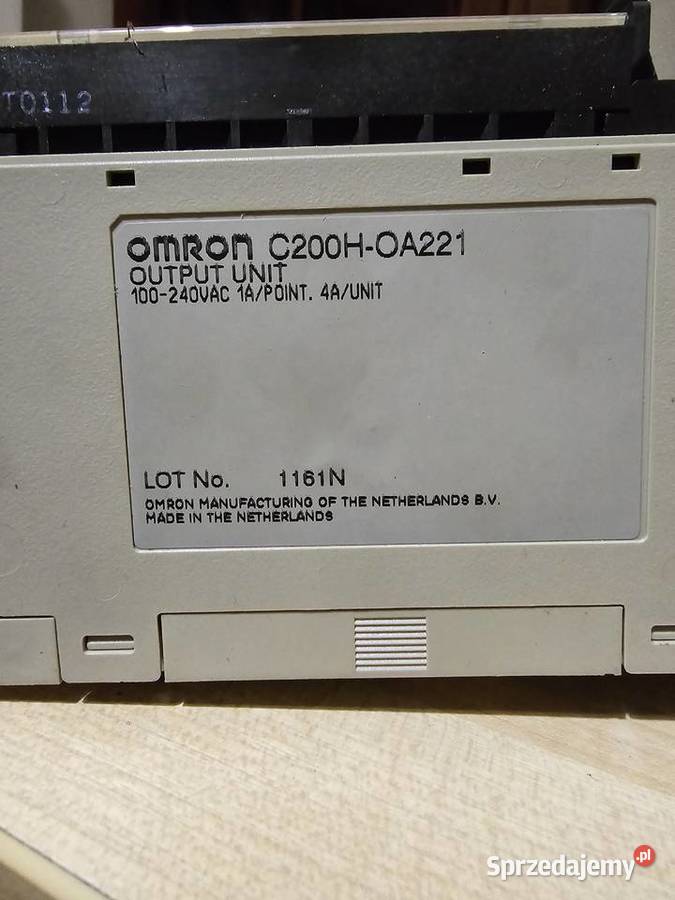 T0112
OMRON C200H-OA221
OUTPUT UNIT
100-240VAC 1A/POINT. 4A/UNIT
LOT No. 1161N
OMRON MANUFACTURING OF THE NETHERLANDS B.V.
MADE IN THE NETHERLANDS
Sprzedajemy.pl